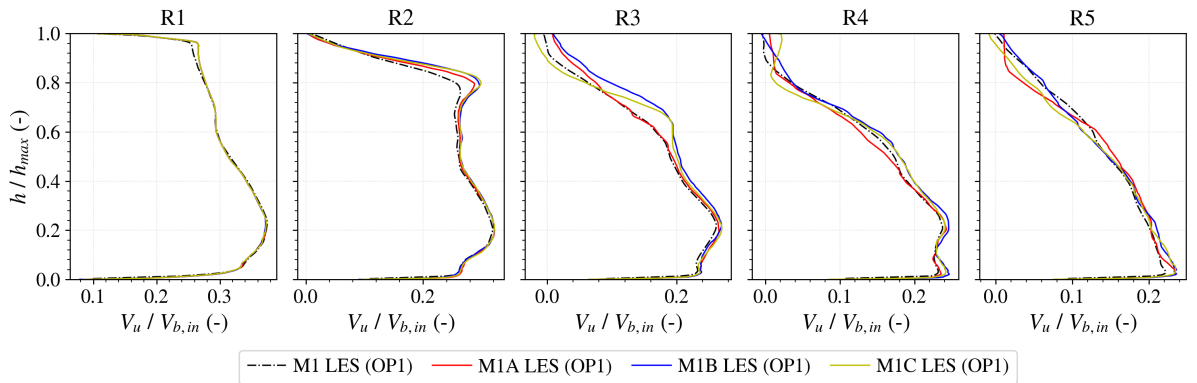 R1 R2 R3 R4 R5
1.0
0.8
0.6
0.4
0.2
0.0
h / h_max (-)
0.1 0.3 0.0 0.2 0.0 0.2 0.0 0.1 0.2 0.0 0.1 0.2
V_u / V_b,in (-) V_u / V_b,in (-) V_u / V_b,in (-) V_u / V_b,in (-) V_u / V_b,in (-)
M1 LES (OP1) M1A LES (OP1) M1B LES (OP1) M1C LES (OP1)